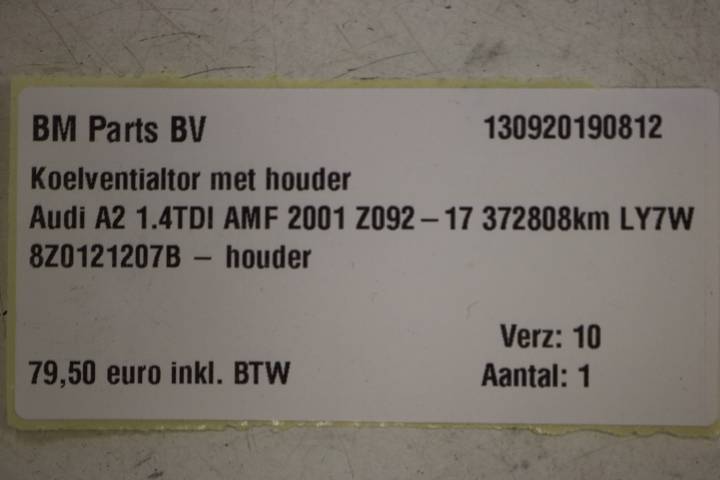 BM Parts BV 130920190812
Koelventialtor met houder
Audi A2 1.4TDI AMF 2001 Z092-17 372808km LY7W
8Z0121207B - houder
Verz: 10
79,50 euro inkl. BTW Aantal: 1